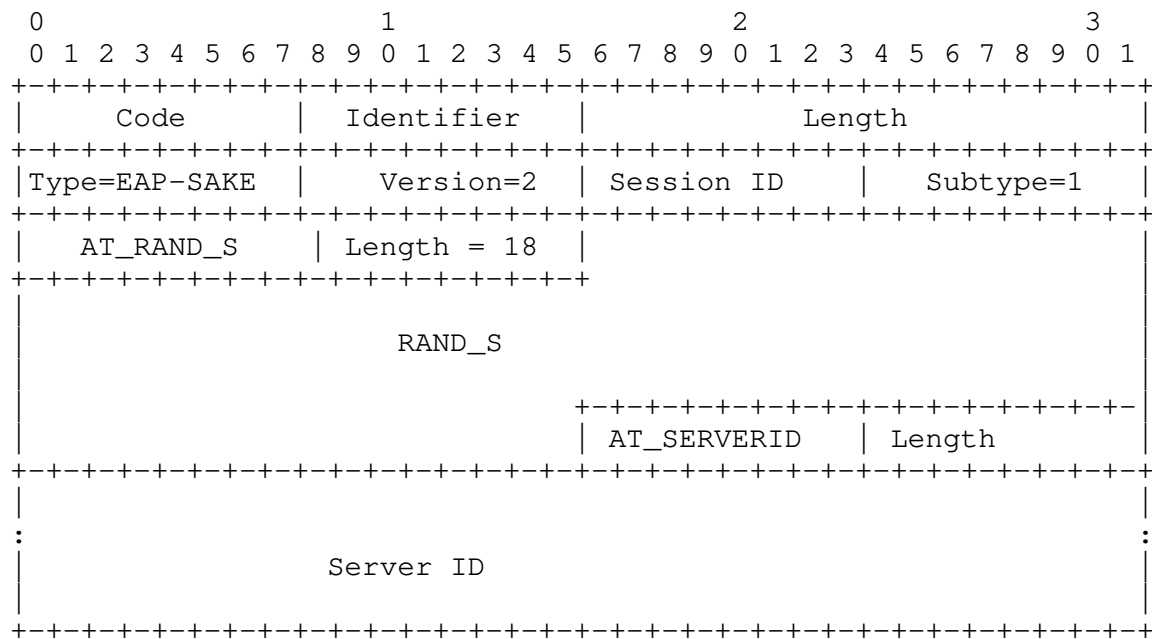 0                   1                   2                   3
 0 1 2 3 4 5 6 7 8 9 0 1 2 3 4 5 6 7 8 9 0 1 2 3 4 5 6 7 8 9 0 1
+-+-+-+-+-+-+-+-+-+-+-+-+-+-+-+-+-+-+-+-+-+-+-+-+-+-+-+-+-+-+-+-+
|      Code     |  Identifier   |            Length             |
+-+-+-+-+-+-+-+-+-+-+-+-+-+-+-+-+-+-+-+-+-+-+-+-+-+-+-+-+-+-+-+-+
|Type=EAP-SAKE  |    Version=2  | Session ID    |   Subtype=1   |
+-+-+-+-+-+-+-+-+-+-+-+-+-+-+-+-+-+-+-+-+-+-+-+-+-+-+-+-+-+-+-+-+
|   AT_RAND_S    | Length = 18  |                               |
+-+-+-+-+-+-+-+-+-+-+-+-+-+-+-+-+                               |
|                                                               |
|                     RAND_S                                    |
|                                                               |
|                               +-+-+-+-+-+-+-+-+-+-+-+-+-+-+-+-|
|                               | AT_SERVERID   | Length        |
+-+-+-+-+-+-+-+-+-+-+-+-+-+-+-+-+-+-+-+-+-+-+-+-+-+-+-+-+-+-+-+-+
|                                                               |
:                                                               :
|                 Server ID                                     |
|                                                               |
+-+-+-+-+-+-+-+-+-+-+-+-+-+-+-+-+-+-+-+-+-+-+-+-+-+-+-+-+-+-+-+-+